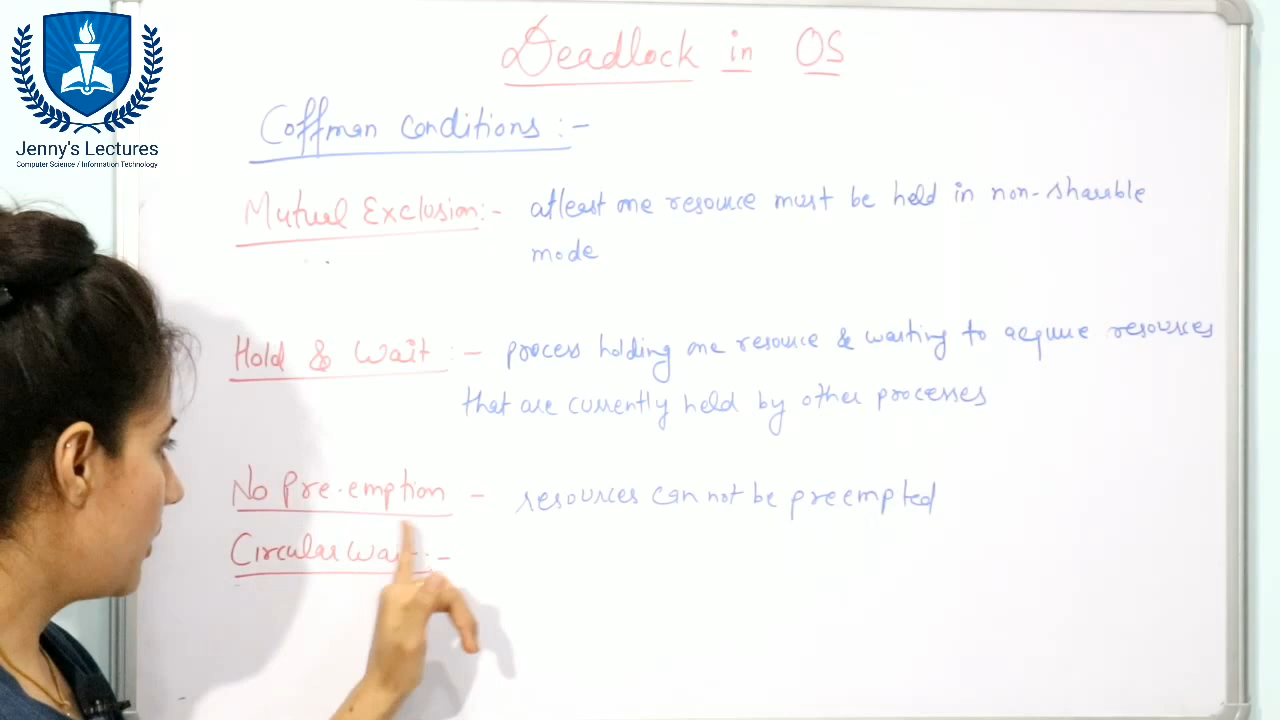 Jenny's Lectures
Computer Science / Information Technology
Deadlock in OS
Coffman Conditions :-
Mutual Exclusion :- atleast one resource must be held in non-sharable
mode
Hold & Wait :- process holding one resource & waiting to acquire resources
that are currently held by other processes
No Pre-emption - resources can not be preempted
Circular Wait :-